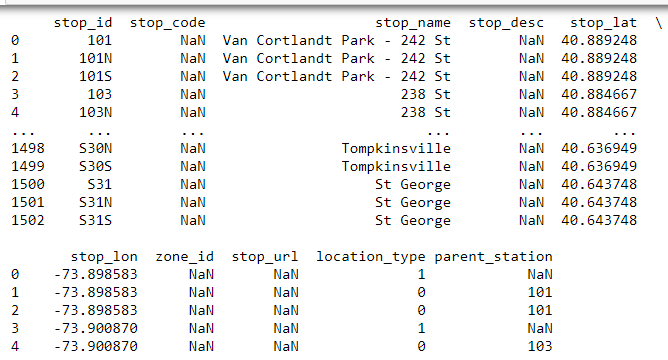 stop_id stop_code stop_name stop_desc stop_lat \
0 101 NaN Van Cortlandt Park - 242 St NaN 40.889248
1 101N NaN Van Cortlandt Park - 242 St NaN 40.889248
2 101S NaN Van Cortlandt Park - 242 St NaN 40.889248
3 103 NaN 238 St NaN 40.884667
4 103N NaN 238 St NaN 40.884667
... ... ... ... ... ...
1498 S30N NaN Tompkinsville NaN 40.636949
1499 S30S NaN Tompkinsville NaN 40.636949
1500 S31 NaN St George NaN 40.643748
1501 S31N NaN St George NaN 40.643748
1502 S31S NaN St George NaN 40.643748
stop_lon zone_id stop_url location_type parent_station
0 -73.898583 NaN NaN 1 NaN
1 -73.898583 NaN NaN 0 101
2 -73.898583 NaN NaN 0 101
3 -73.900870 NaN NaN 1 NaN
4 -73.900870 NaN NaN 0 103